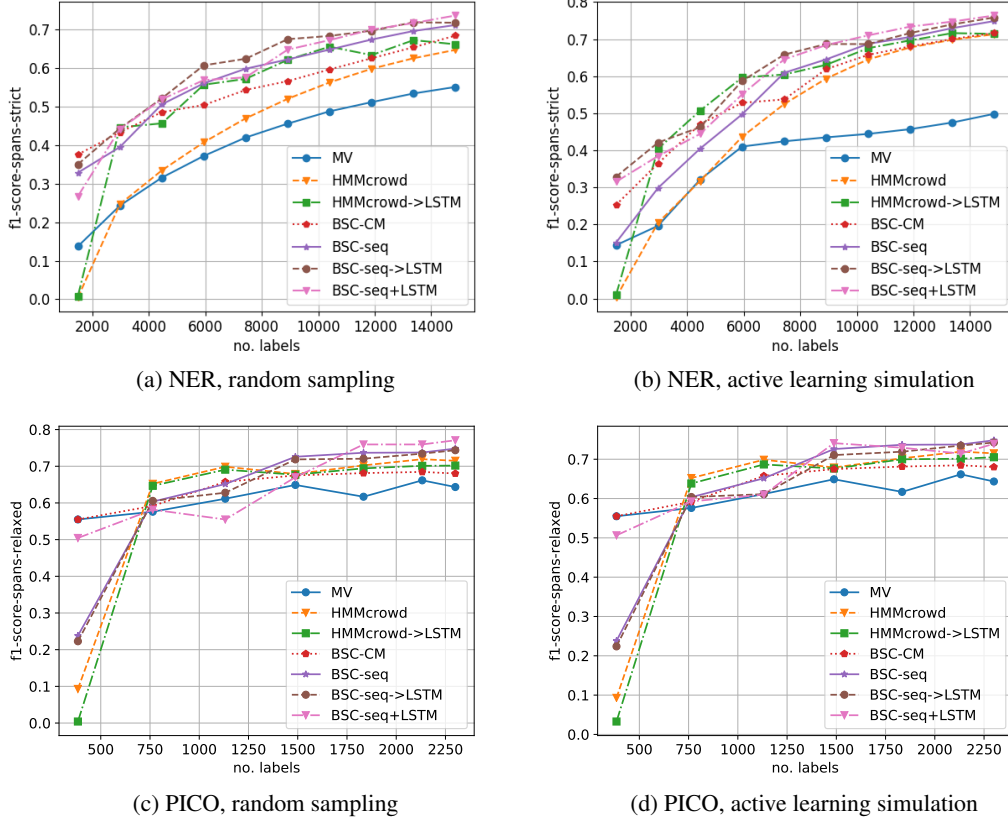 0.7
0.6
0.5
0.4
0.3
0.2
0.1
0.0
f1-score-spans-strict
MV
HMMcrowd
HMMcrowd->LSTM
BSC-CM
BSC-seq
BSC-seq->LSTM
BSC-seq+LSTM
2000 4000 6000 8000 10000 12000 14000
no. labels
(a) NER, random sampling
0.8
0.7
0.6
0.5
0.4
0.3
0.2
0.1
0.0
f1-score-spans-strict
MV
HMMcrowd
HMMcrowd->LSTM
BSC-CM
BSC-seq
BSC-seq->LSTM
BSC-seq+LSTM
2000 4000 6000 8000 10000 12000 14000
no. labels
(b) NER, active learning simulation
0.8
0.7
0.6
0.5
0.4
0.3
0.2
0.1
0.0
f1-score-spans-relaxed
MV
HMMcrowd
HMMcrowd->LSTM
BSC-CM
BSC-seq
BSC-seq->LSTM
BSC-seq+LSTM
500 750 1000 1250 1500 1750 2000 2250
no. labels
(c) PICO, random sampling
0.7
0.6
0.5
0.4
0.3
0.2
0.1
0.0
f1-score-spans-relaxed
MV
HMMcrowd
HMMcrowd->LSTM
BSC-CM
BSC-seq
BSC-seq->LSTM
BSC-seq+LSTM
500 750 1000 1250 1500 1750 2000 2250
no. labels
(d) PICO, active learning simulation